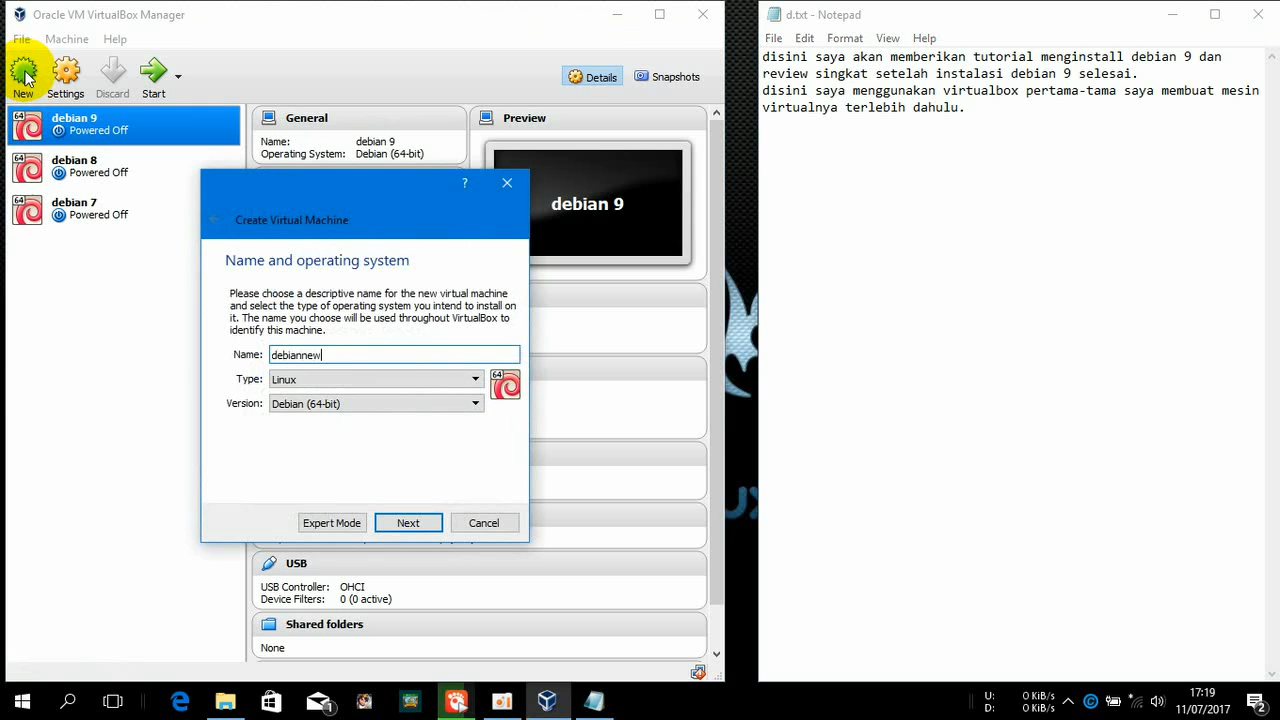 Oracle VM VirtualBox Manager
File Machine Help
New Settings Discard Start
Details Snapshots
debian 9
Powered Off
debian 8
Powered Off
debian 7
Powered Off
General
Name: debian 9
Operating System: Debian (64-bit)
Preview
debian 9
Create Virtual Machine
Name and operating system
Please choose a descriptive name for the new virtual machine
and select the type of operating system you intend to install on
it. The name you choose will be used throughout VirtualBox to
identify this machine.
Name: debiannew
Type: Linux
Version: Debian (64-bit)
64
Expert Mode Next Cancel
USB
USB Controller: OHCI
Device Filters: 0 (0 active)
Shared folders
None
d.txt - Notepad
File Edit Format View Help
disini saya akan memberikan tutorial menginstall debian 9 dan
review singkat setelah instalasi debian 9 selesai.
disini saya menggunakan virtualbox pertama-tama saya membuat mesin
virtualnya terlebih dahulu.
U: 0 KiB/s
D: 0 KiB/s
17:19
11/07/2017